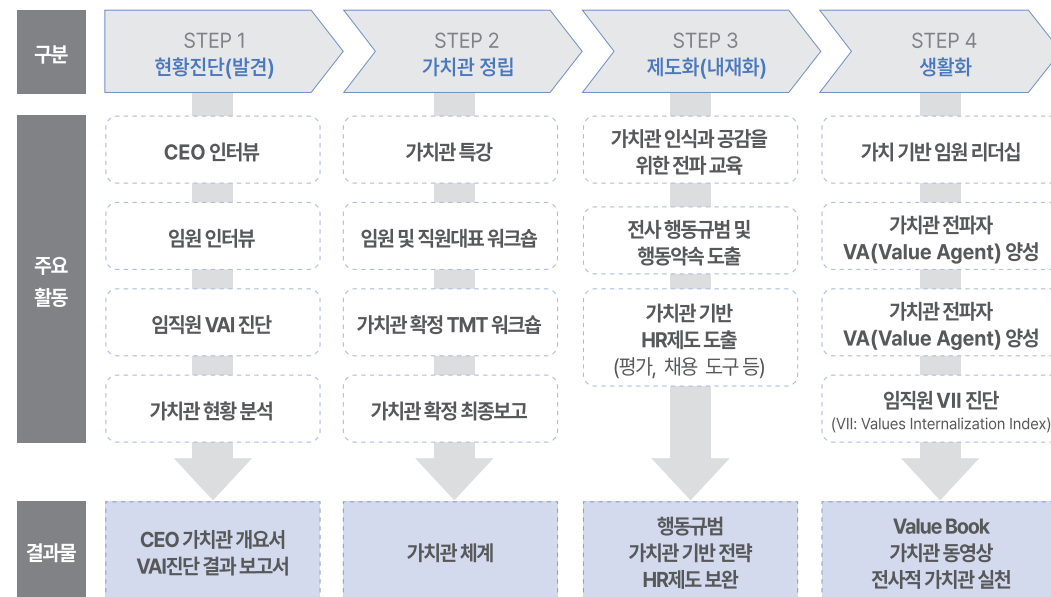 구분
STEP 1
현황진단(발견)
STEP 2
가치관 정립
STEP 3
제도화(내재화)
STEP 4
생활화
주요
활동
CEO 인터뷰
임원 인터뷰
임직원 VAI 진단
가치관 현황 분석
가치관 특강
임원 및 직원대표 워크숍
가치관 확정 TMT 워크숍
가치관 확정 최종보고
가치관 인식과 공감을
위한 전파 교육
전사 행동규범 및
행동약속 도출
가치관 기반
HR제도 도출
(평가, 채용 도구 등)
가치 기반 임원 리더십
가치관 전파자
VA(Value Agent) 양성
가치관 전파자
VA(Value Agent) 양성
임직원 VII 진단
(VII: Values Internalization Index)
결과물
CEO 가치관 개요서
VAI진단 결과 보고서
가치관 체계
행동규범
가치관 기반 전략
HR제도 보완
Value Book
가치관 동영상
전사적 가치관 실천